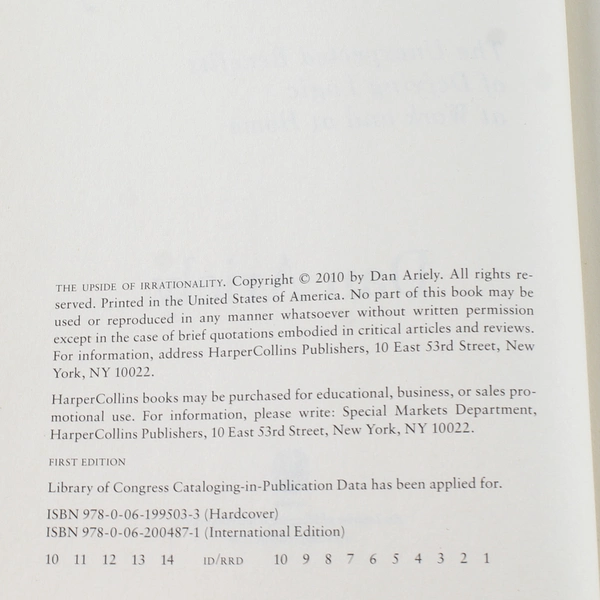 THE UPSIDE OF IRRATIONALITY. Copyright © 2010 by Dan Ariely. All rights re-
served. Printed in the United States of America. No part of this book may be
used or reproduced in any manner whatsoever without written permission
except in the case of brief quotations embodied in critical articles and reviews.
For information, address HarperCollins Publishers, 10 East 53rd Street, New
York, NY 10022.
HarperCollins books may be purchased for educational, business, or sales pro-
motional use. For information, please write: Special Markets Department,
HarperCollins Publishers, 10 East 53rd Street, New York, NY 10022.
FIRST EDITION
Library of Congress Cataloging-in-Publication Data has been applied for.
ISBN 978-0-06-199503-3 (Hardcover)
ISBN 978-0-06-200487-1 (International Edition)
10 11 12 13 14 ID/RRD 10 9 8 7 6 5 4 3 2 1